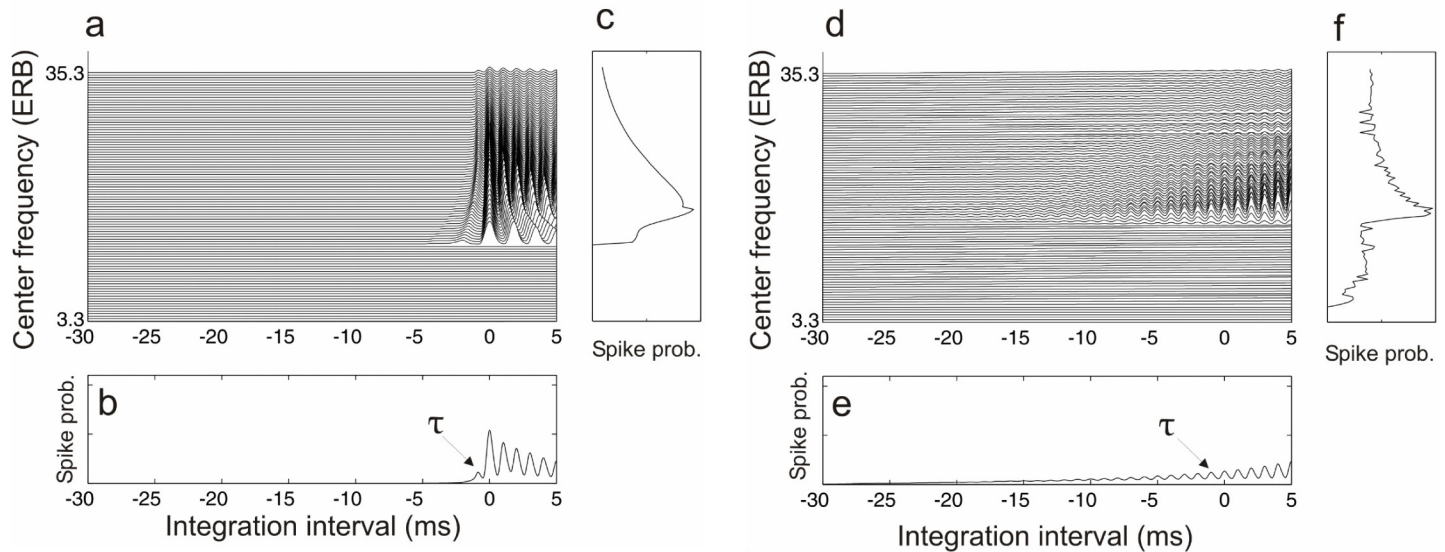 a
Center frequency (ERB)
35.3
3.3
-30 -25 -20 -15 -10 -5 0 5
c
Spike prob.
b
Spike prob.
τ
-30 -25 -20 -15 -10 -5 0 5
Integration interval (ms)
d
Center frequency (ERB)
35.3
3.3
-30 -25 -20 -15 -10 -5 0 5
f
Spike prob.
e
Spike prob.
τ
-30 -25 -20 -15 -10 -5 0 5
Integration interval (ms)